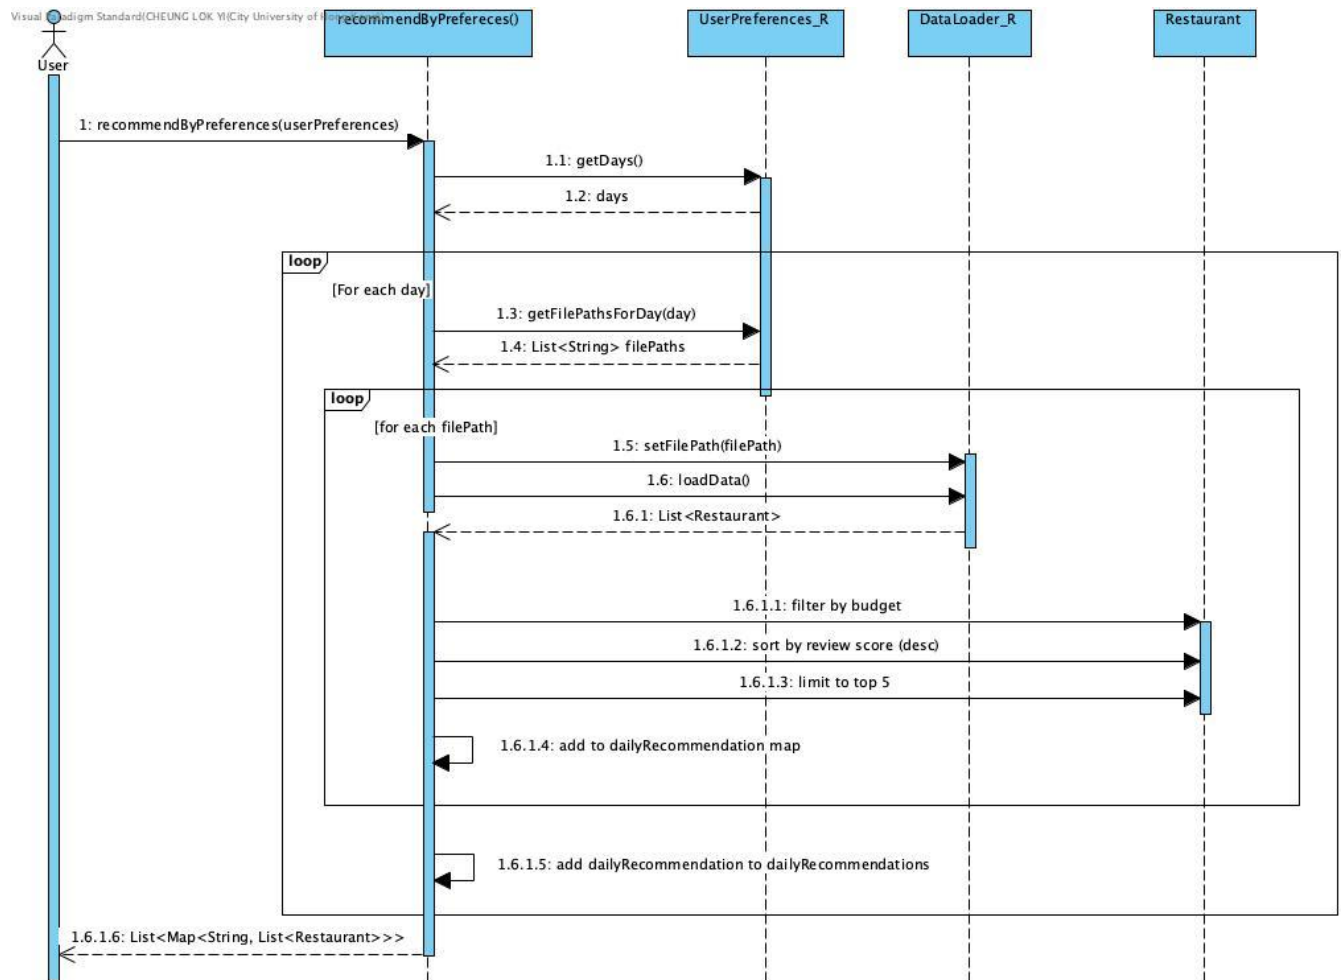 Visual Paradigm Standard(CHEUNG LOK YI(City University of Hong Kong))
User
recommendByPrefereces()
UserPreferences_R
DataLoader_R
Restaurant
1: recommendByPreferences(userPreferences)
1.1: getDays()
1.2: days
loop
[For each day]
1.3: getFilePathsForDay(day)
1.4: List<String> filePaths
loop
[for each filePath]
1.5: setFilePath(filePath)
1.6: loadData()
1.6.1: List<Restaurant>
1.6.1.1: filter by budget
1.6.1.2: sort by review score (desc)
1.6.1.3: limit to top 5
1.6.1.4: add to dailyRecommendation map
1.6.1.5: add dailyRecommendation to dailyRecommendations
1.6.1.6: List<Map<String, List<Restaurant>>>